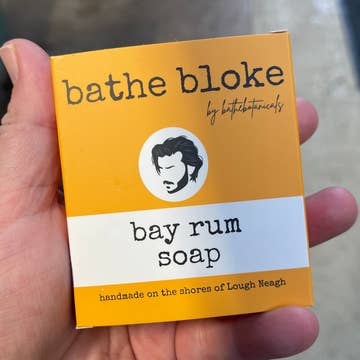 bathe bloke
by bathebotanicals
bay rum
soap
handmade on the shores of Lough Neagh